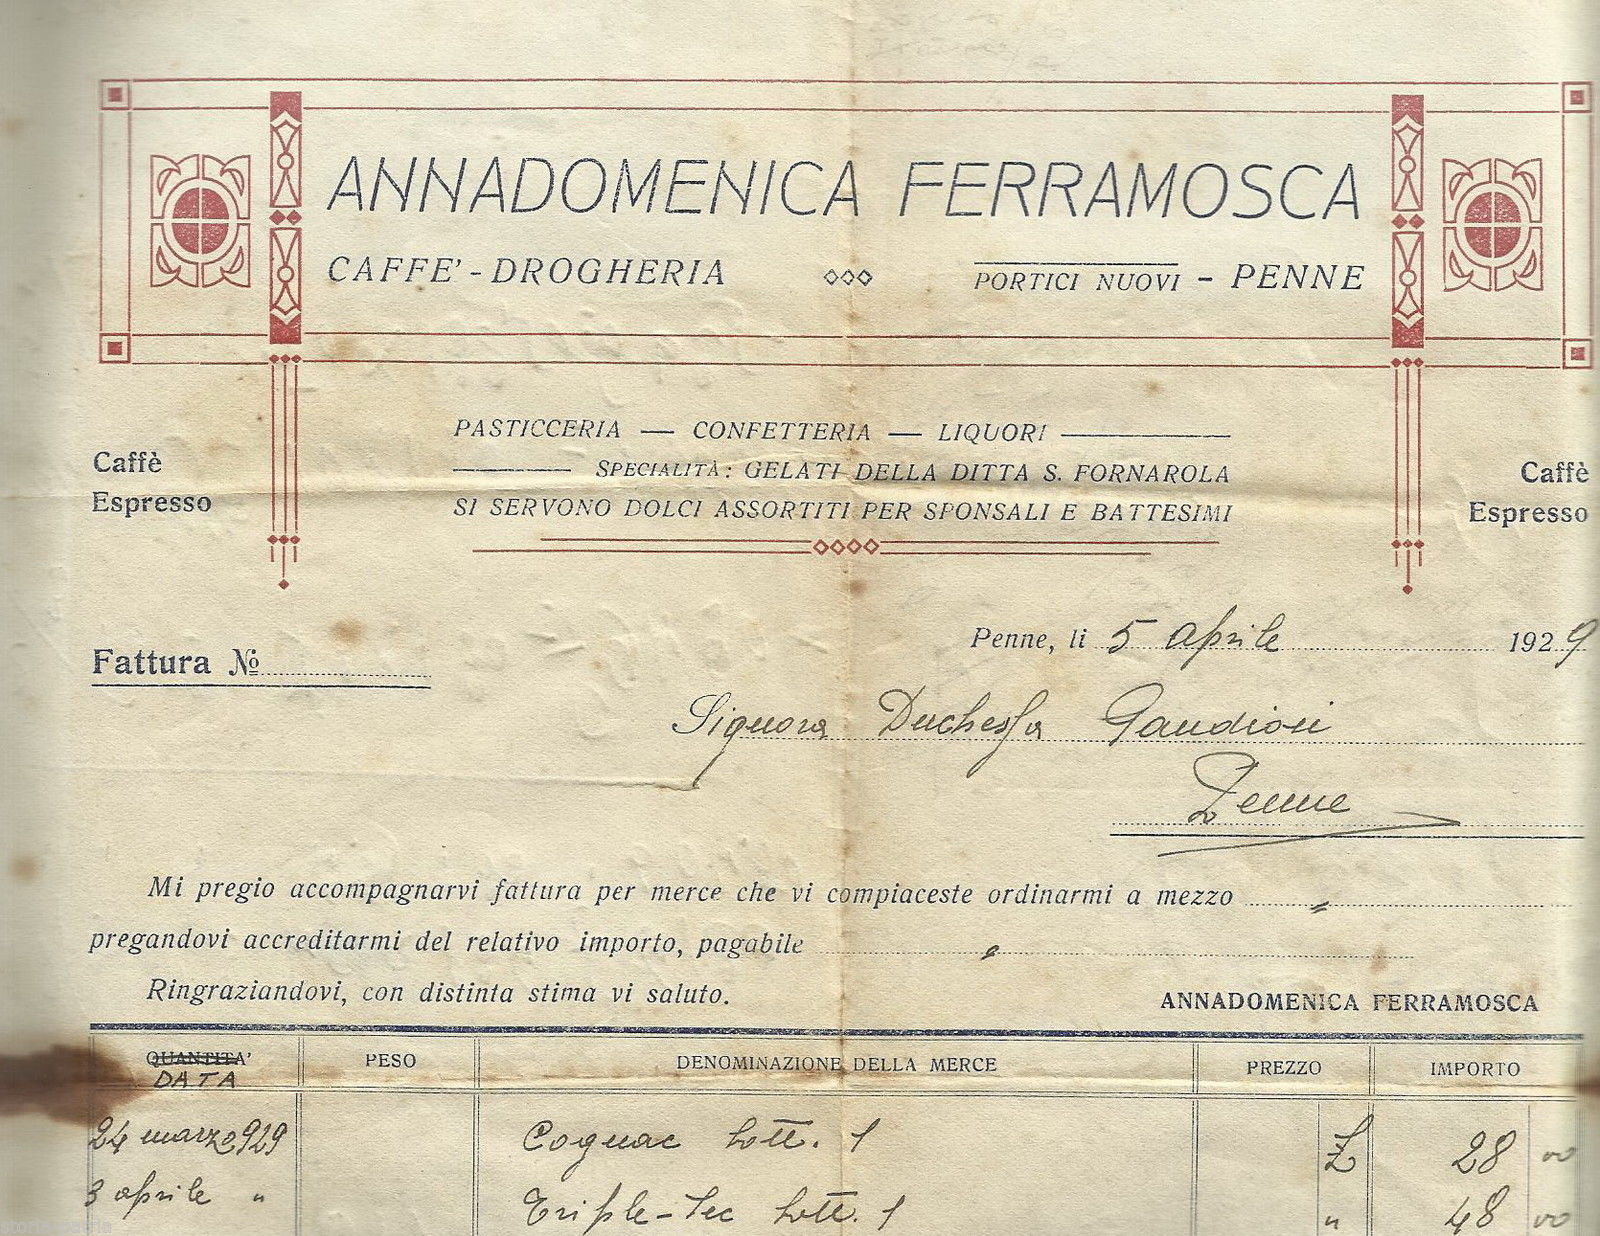 ANNADOMENICA FERRAMOSCA
CAFFE' - DROGHERIA PORTICI NUOVI - PENNE
PASTICCERIA — CONFETTERIA — LIQUORI
SPECIALITÀ: GELATI DELLA DITTA S. FORNAROLA
SI SERVONO DOLCI ASSORTITI PER SPONSALI E BATTESIMI
Caffè
Espresso
Caffè
Espresso
Penne, li 5 Aprile 1929
Fattura No
Signora Duchessa Gaudiosi
Penne
Mi pregio accompagnarvi fattura per merce che vi compiaceste ordinarmi a mezzo "
pregandovi accreditarmi del relativo importo, pagabile
Ringraziandovi, con distinta stima vi saluto.
ANNADOMENICA FERRAMOSCA
QUANTITA' PESO DENOMINAZIONE DELLA MERCE PREZZO IMPORTO
DATA
24 marzo 929 Cognac bott. 1 £ 28 00
3 aprile " Triple-Sec bott. 1 " 48 00